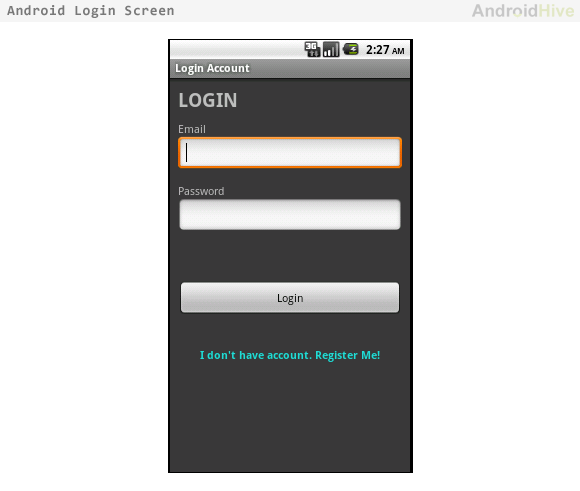 Android Login Screen
AndroidHive
3G
2:27 AM
Login Account
LOGIN
Email
Password
Login
I don't have account. Register Me!